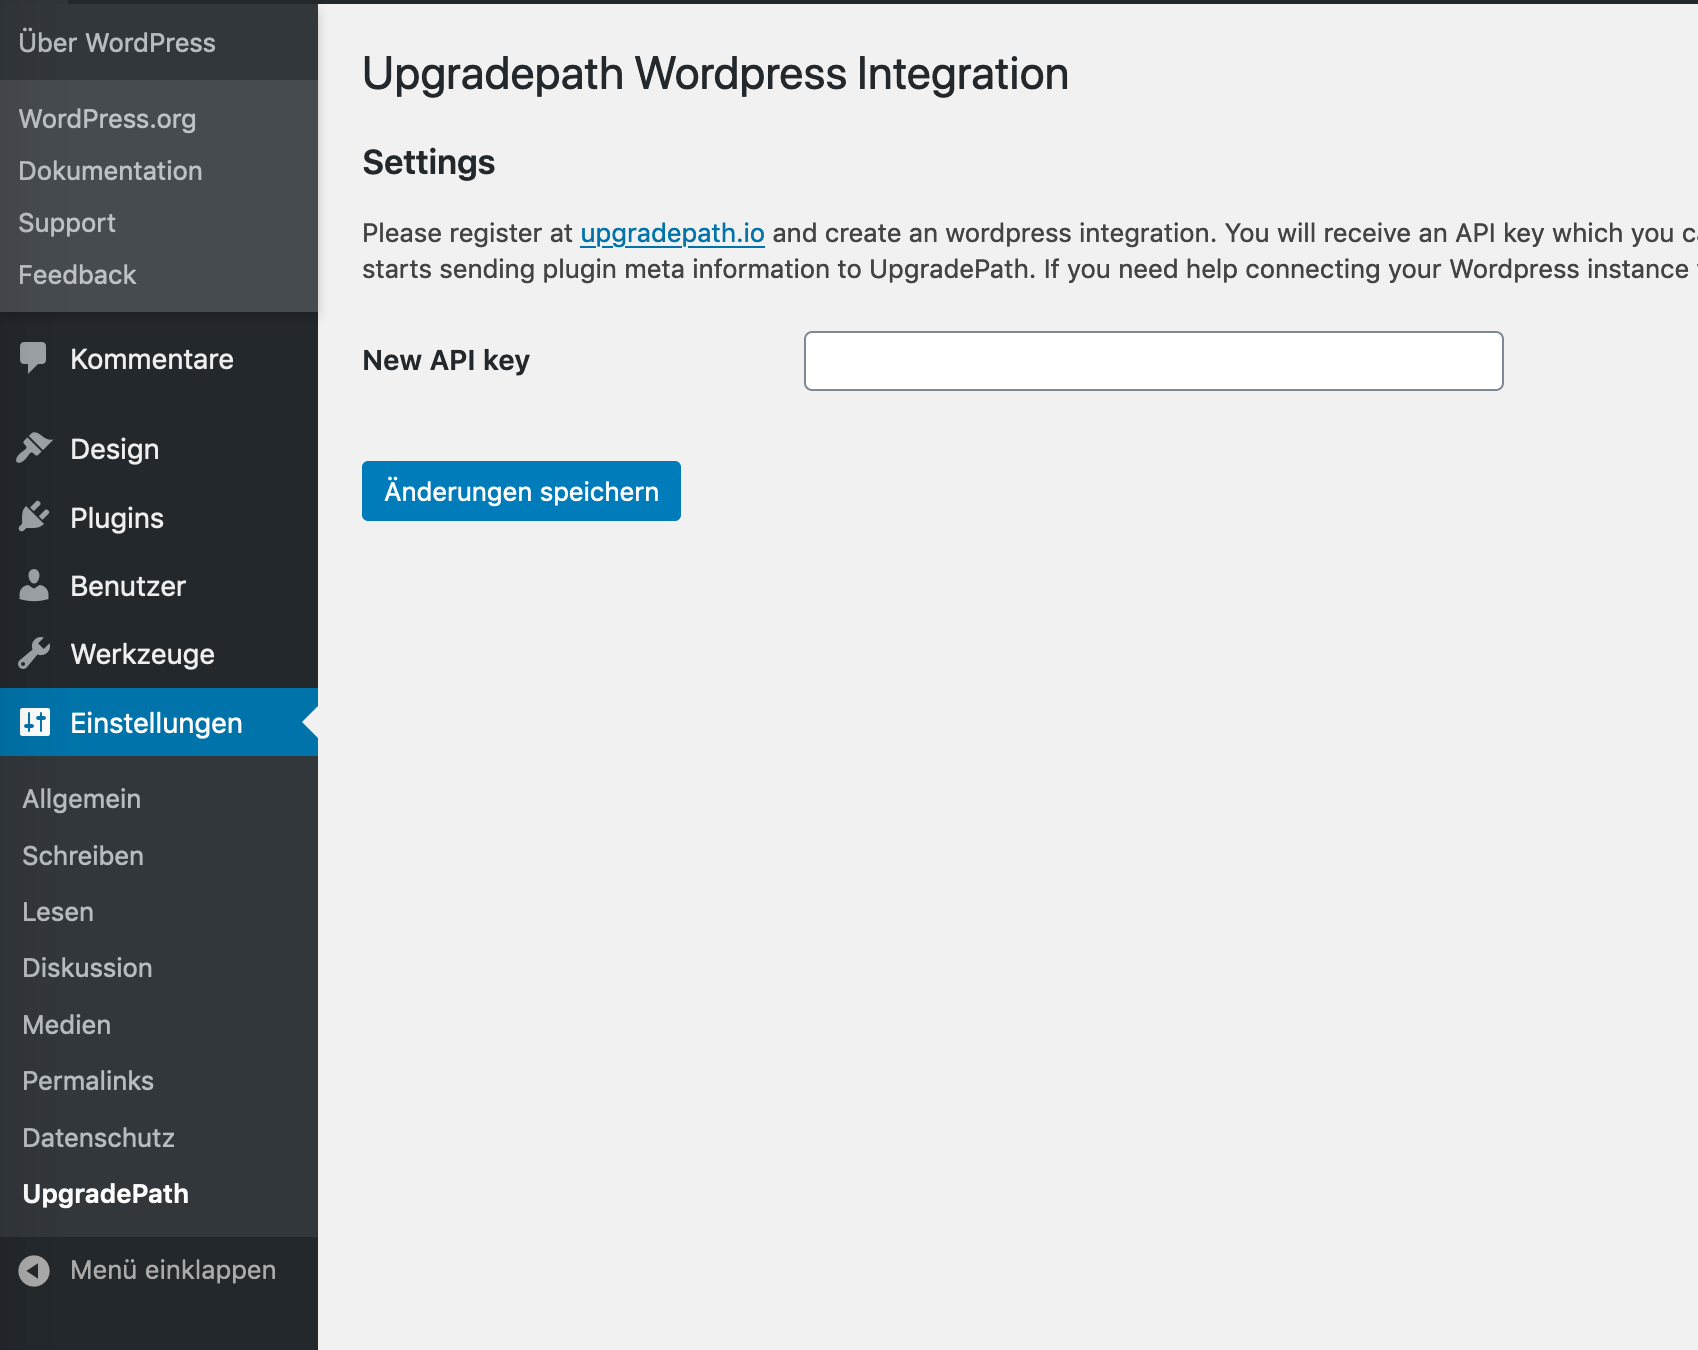 Über WordPress
WordPress.org
Dokumentation
Support
Feedback
Kommentare
Design
Plugins
Benutzer
Werkzeuge
Einstellungen
Allgemein
Schreiben
Lesen
Diskussion
Medien
Permalinks
Datenschutz
UpgradePath
Menü einklappen
Upgradepath Wordpress Integration
Settings
Please register at upgradepath.io and create an wordpress integration. You will receive an API key which you
starts sending plugin meta information to UpgradePath. If you need help connecting your Wordpress instance
New API key
Änderungen speichern